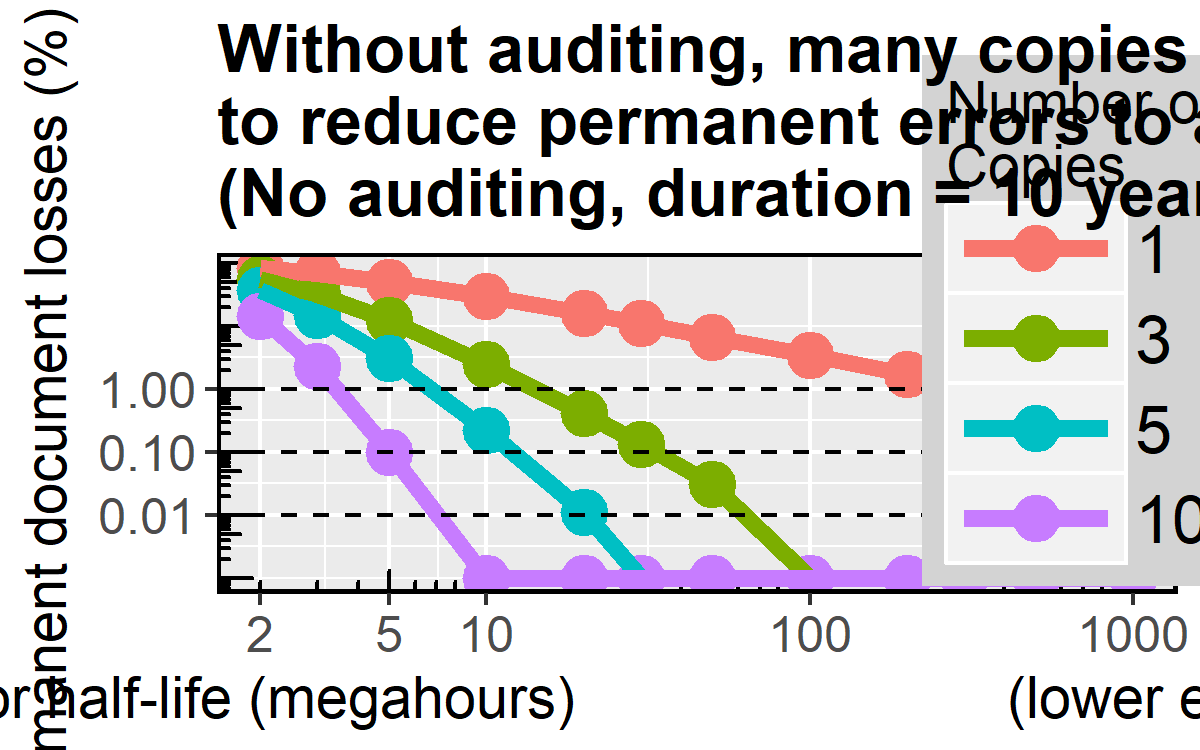 Without auditing, many copies
to reduce permanent errors to
(No auditing, duration = 10 year
Number o
Copies
1
3
5
10
manent document losses (%)
1.00
0.10
0.01
2 5 10 100 1000
or half-life (megahours) (lower e